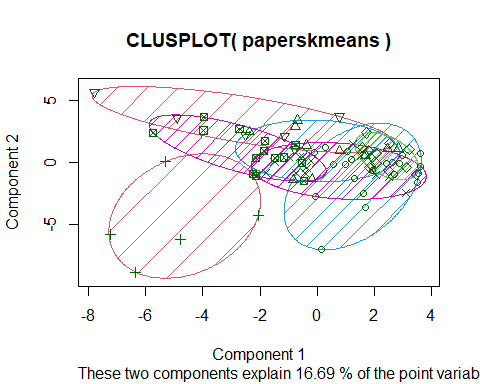 CLUSPLOT( paperskmeans )
Component 2
5
0
-5
-8 -6 -4 -2 0 2 4
Component 1
These two components explain 16.69 % of the point variab